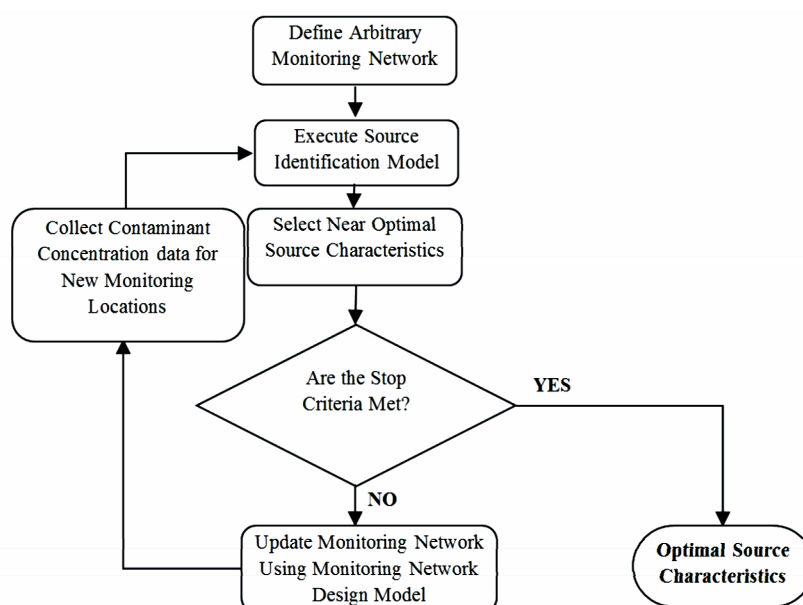 Define Arbitrary
Monitoring Network
Execute Source
Identification Model
Select Near Optimal
Source Characteristics
Collect Contaminant
Concentration data for
New Monitoring
Locations
Are the Stop
Criteria Met?
YES
NO
Update Monitoring Network
Using Monitoring Network
Design Model
Optimal Source
Characteristics